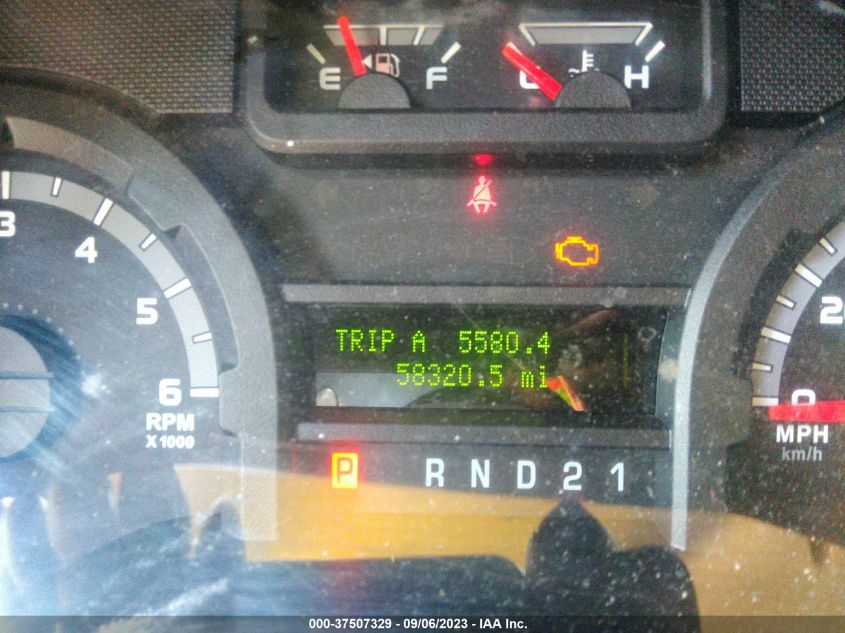 E F
C H
3
4
5
6
RPM
X1000
TRIP A 5580.4
58320.5 mi
P R N D 2 1
0
MPH
km/h
000-37507329 - 09/06/2023 - IAA Inc.